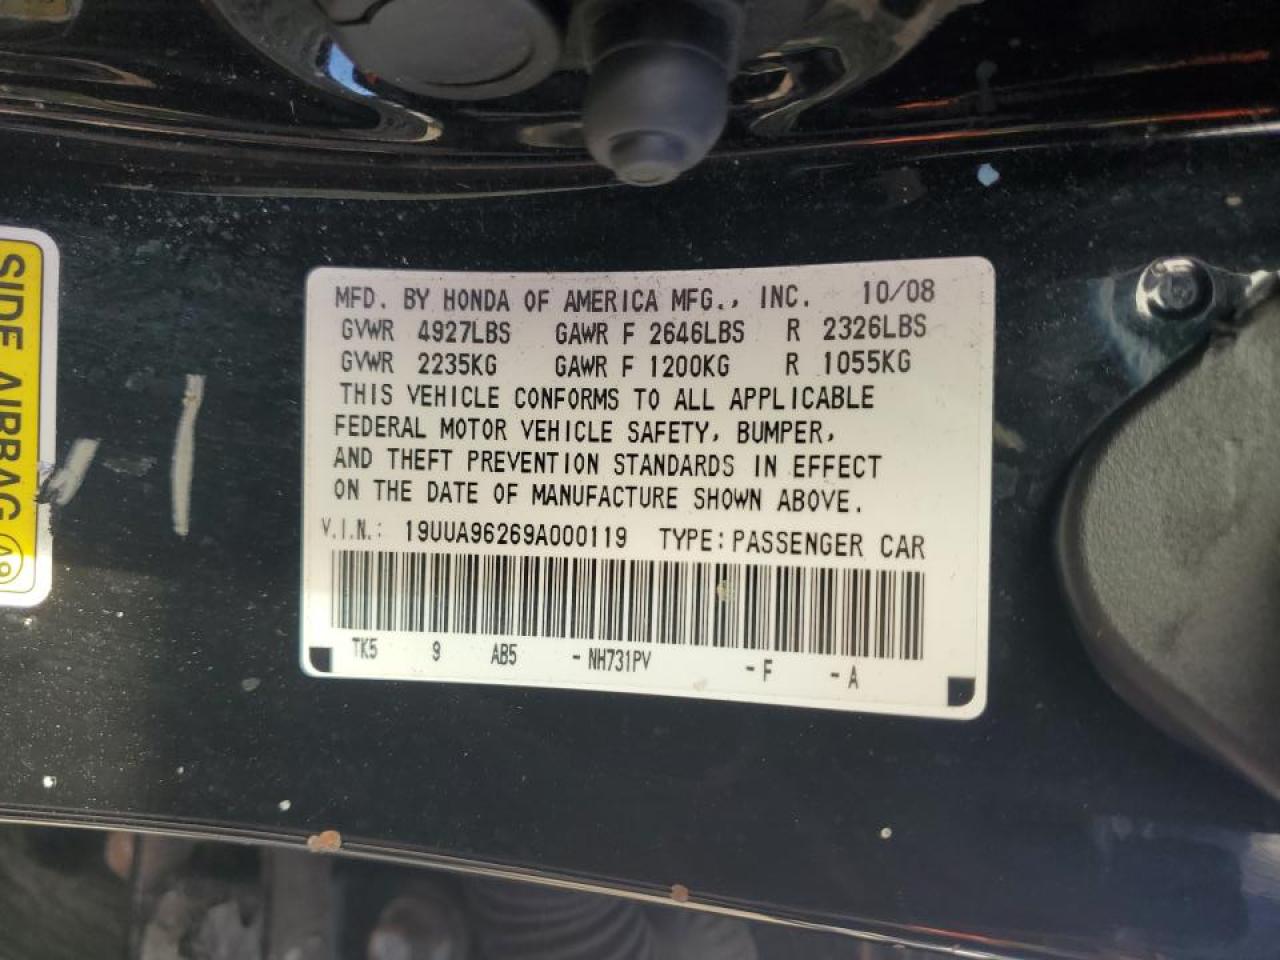 SIDE AIRBAG
MFD. BY HONDA OF AMERICA MFG., INC. 10/08
GVWR 4927LBS GAWR F 2646LBS R 2326LBS
GVWR 2235KG GAWR F 1200KG R 1055KG
THIS VEHICLE CONFORMS TO ALL APPLICABLE
FEDERAL MOTOR VEHICLE SAFETY, BUMPER,
AND THEFT PREVENTION STANDARDS IN EFFECT
ON THE DATE OF MANUFACTURE SHOWN ABOVE.
V.I.N.: 19UUA96269A000119 TYPE:PASSENGER CAR
TK5 9 AB5 - NH731PV - F - A